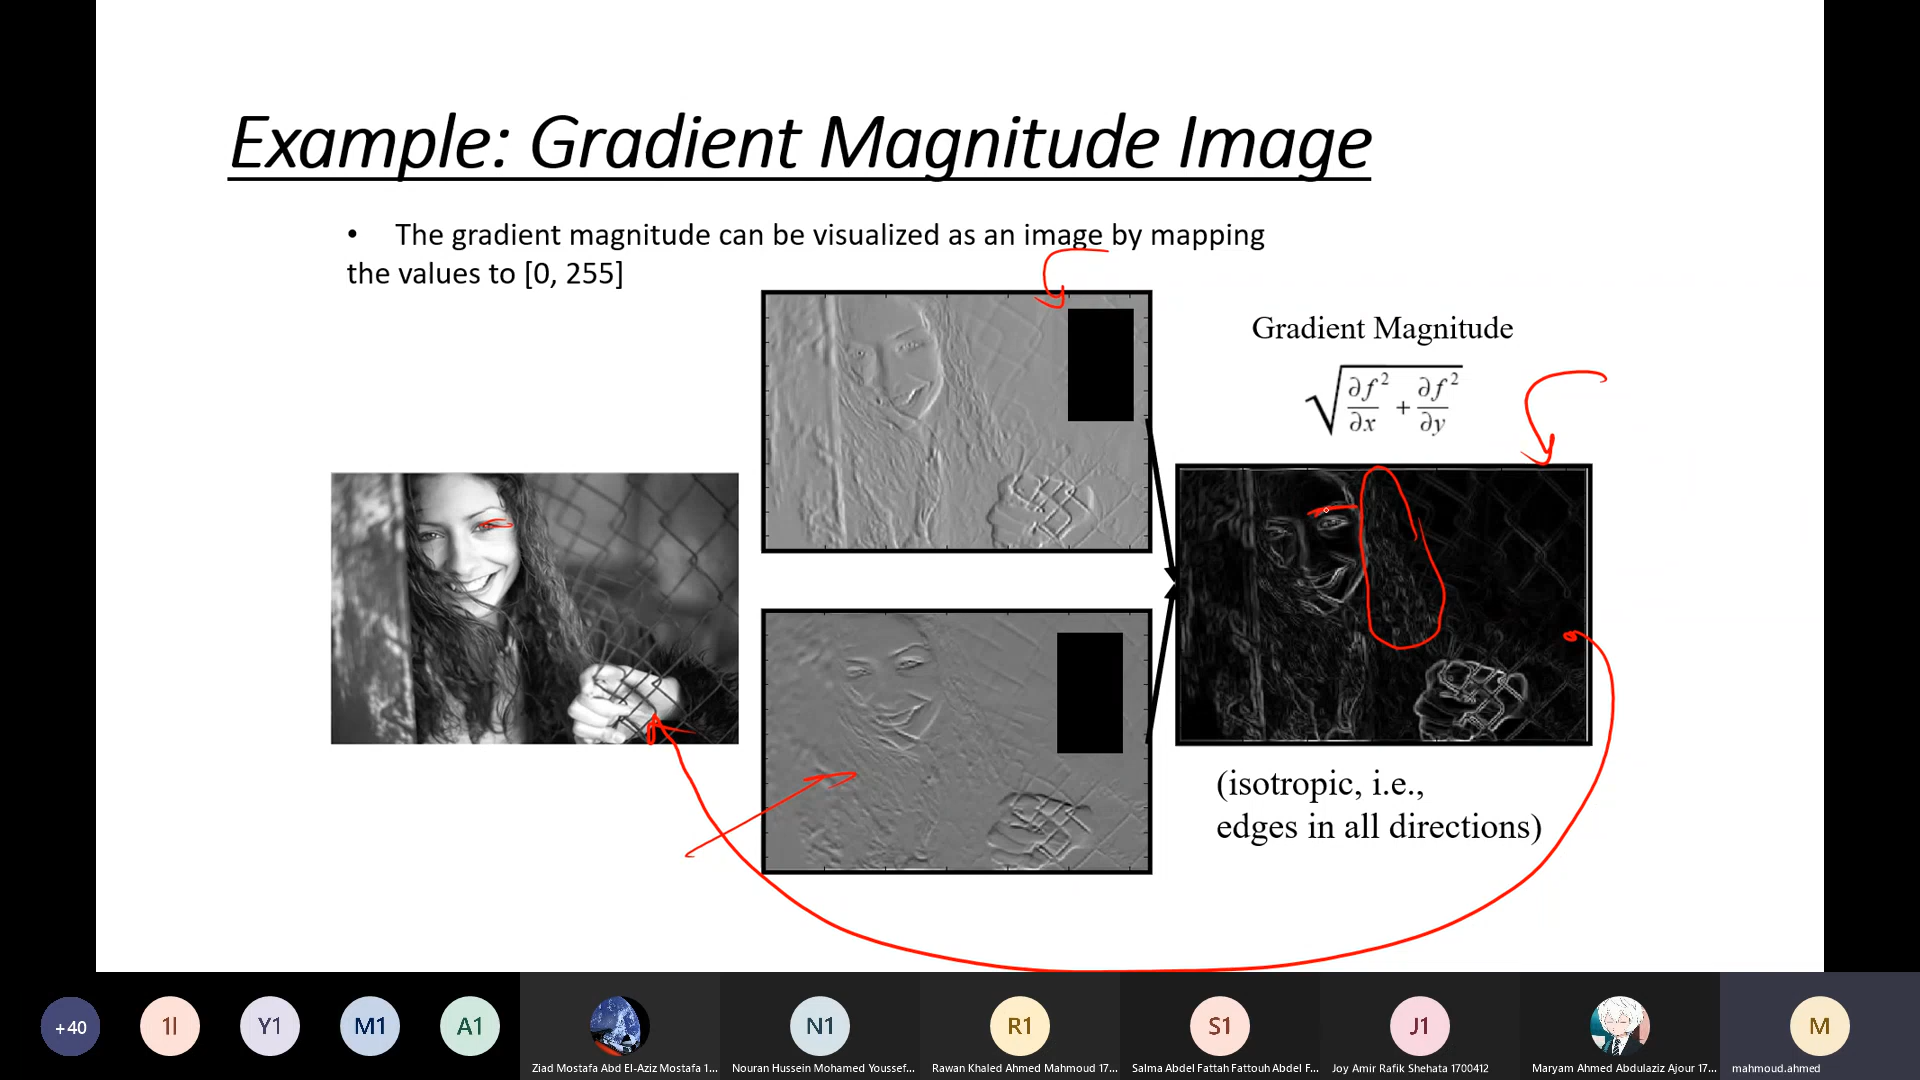 Example: Gradient Magnitude Image
• The gradient magnitude can be visualized as an image by mapping
the values to [0, 255]
Gradient Magnitude
√ ∂f² / ∂x + ∂f² / ∂y
(isotropic, i.e.,
edges in all directions)
+40
1l
Y1
M1
A1
N1
R1
S1
J1
M
Ziad Mostafa Abd El-Aziz Mostafa 1...
Nouran Hussein Mohamed Youssef...
Rawan Khaled Ahmed Mahmoud 17...
Salma Abdel Fattah Fattouh Abdel F...
Joy Amir Rafik Shehata 1700412
Maryam Ahmed Abdulaziz Ajour 17...
mahmoud.ahmed